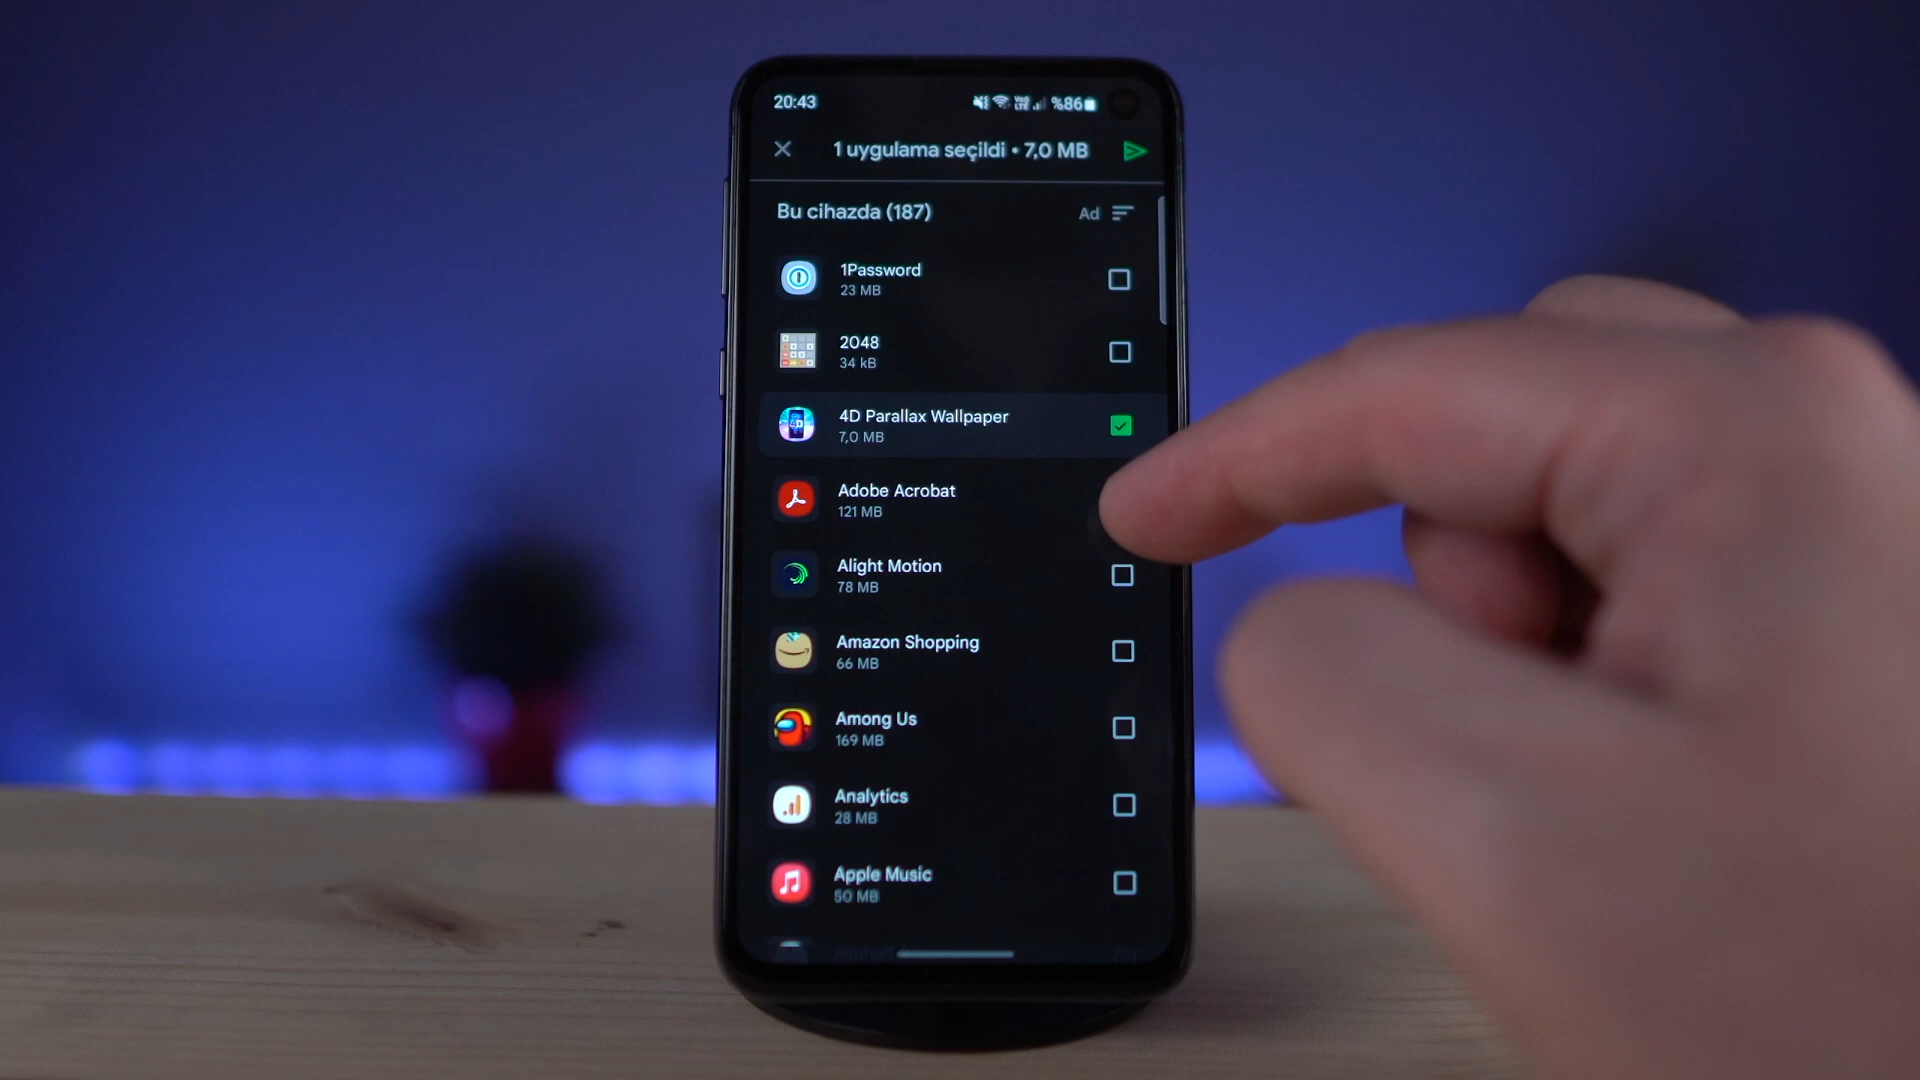 20:43
%86
1 uygulama seçildi • 7,0 MB
Bu cihazda (187)
Ad
1Password
23 MB
2048
34 kB
4D Parallax Wallpaper
7,0 MB
Adobe Acrobat
121 MB
Alight Motion
78 MB
Amazon Shopping
66 MB
Among Us
169 MB
Analytics
28 MB
Apple Music
50 MB